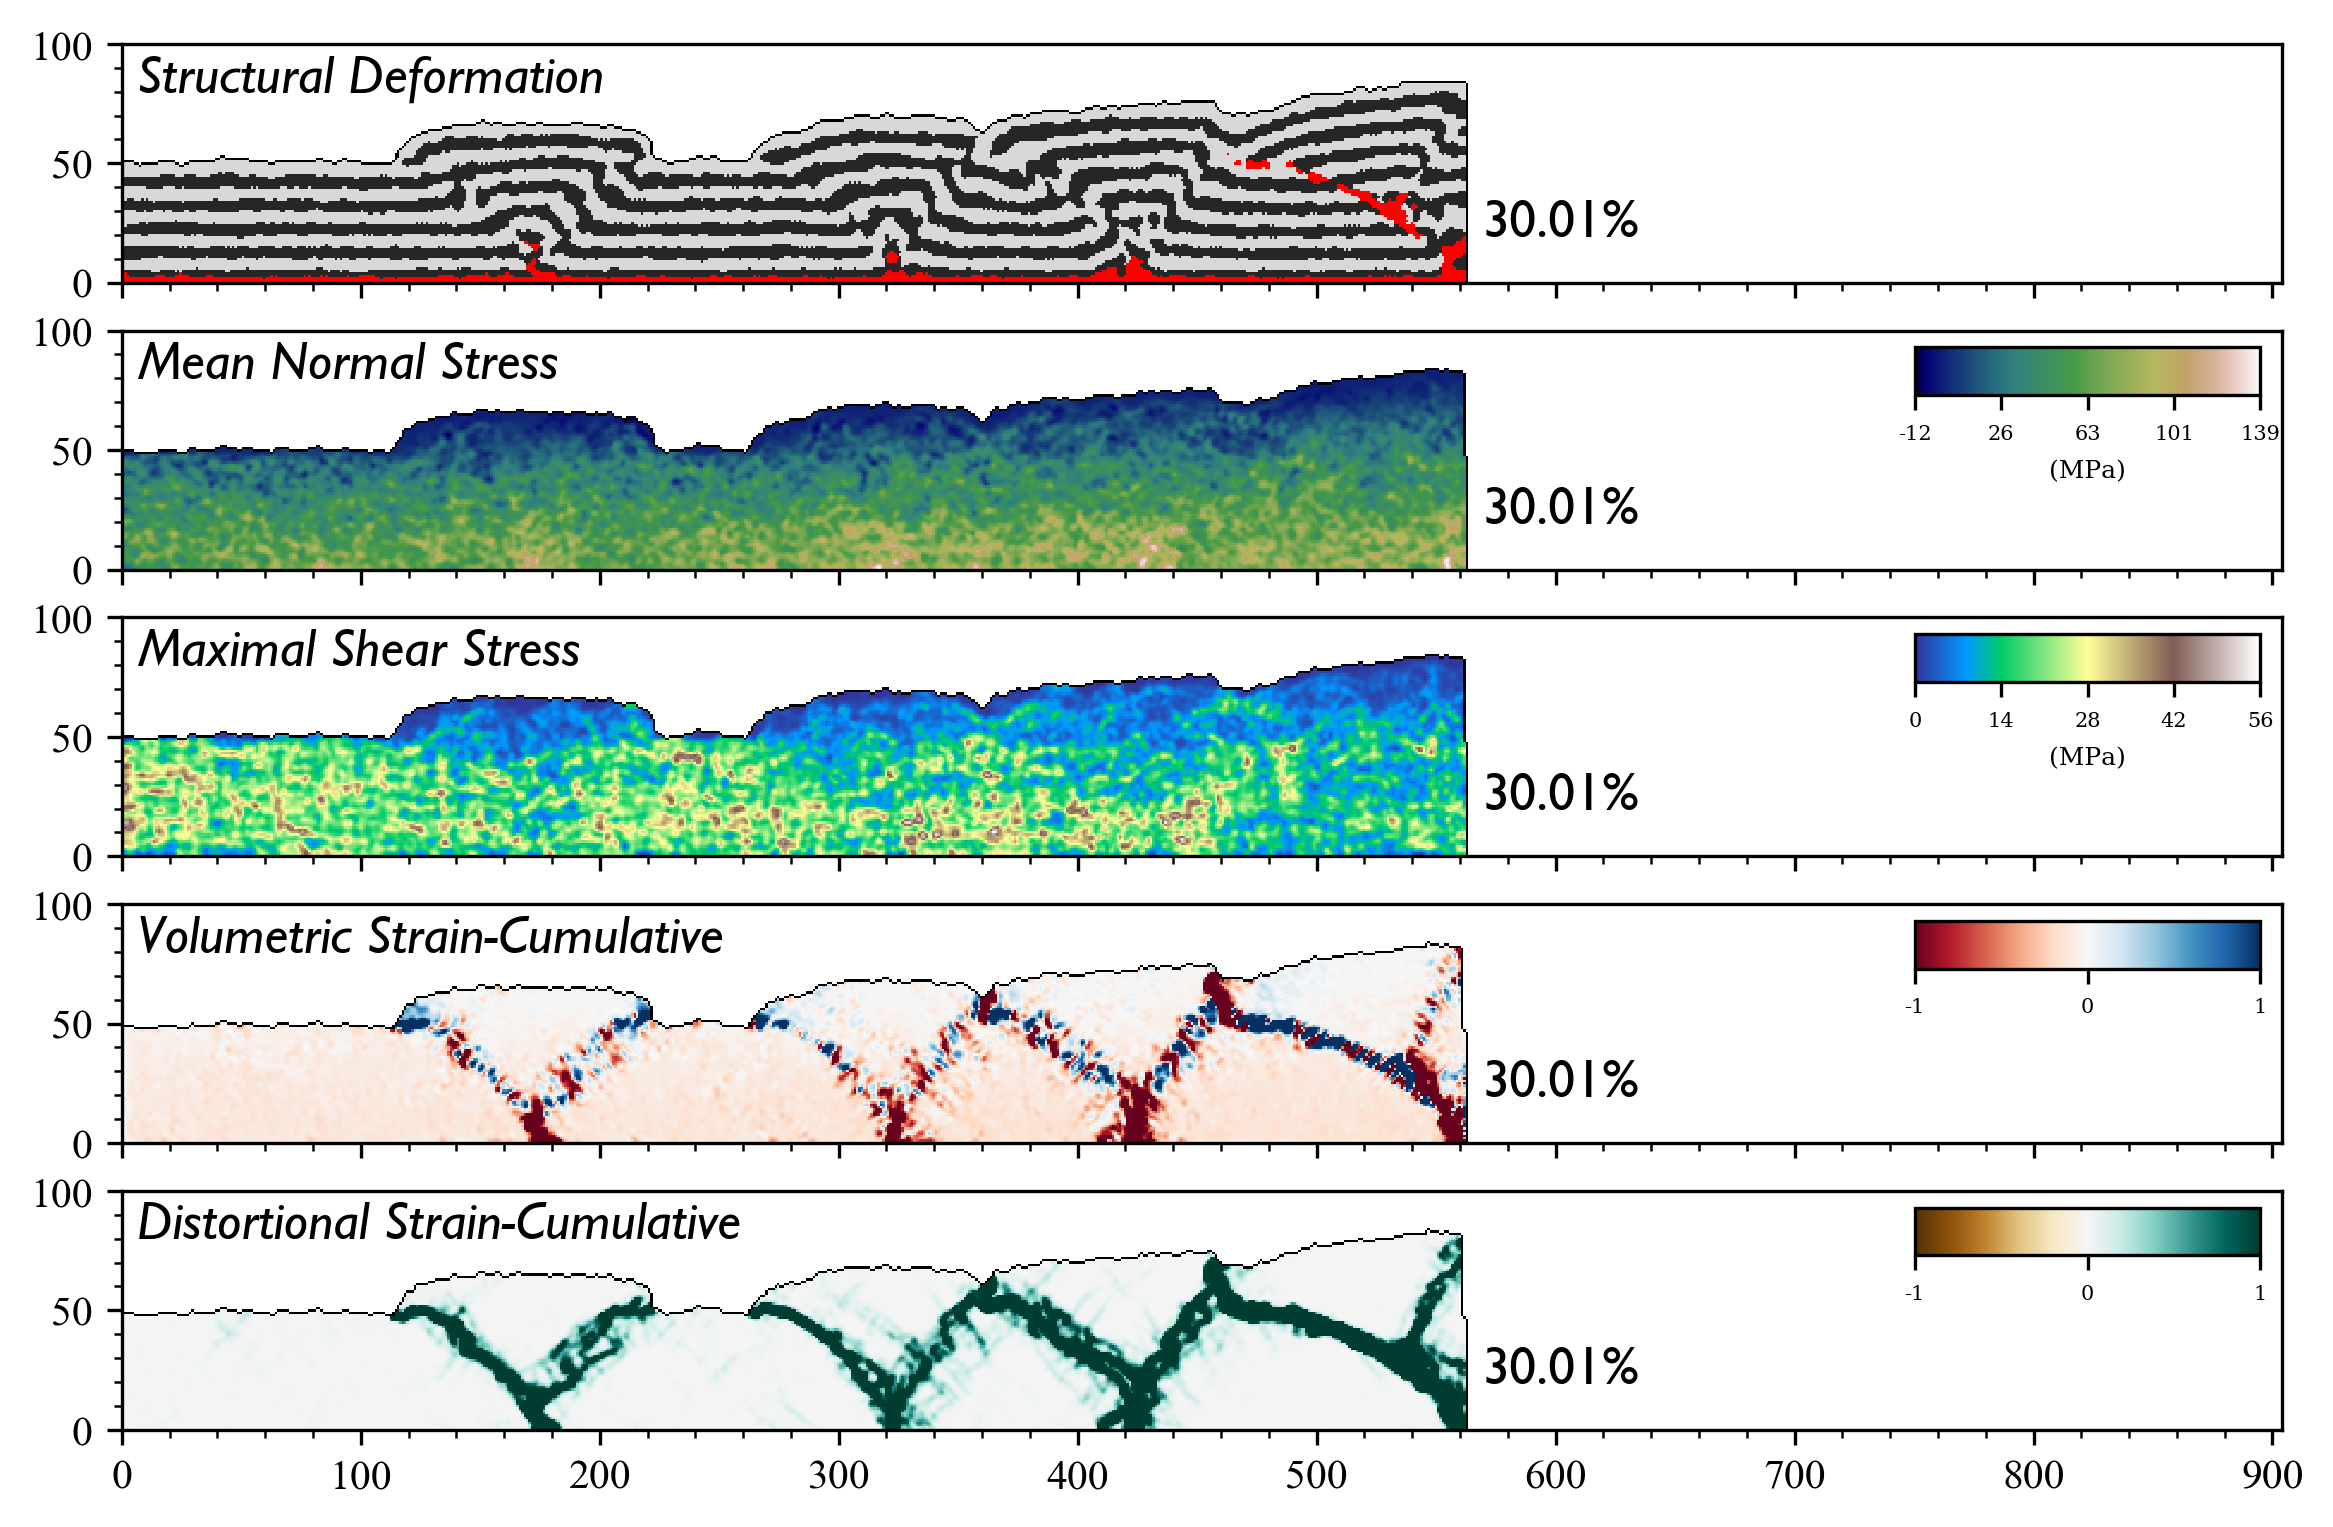 100
50
0
Structural Deformation
30.01%
100
50
0
Mean Normal Stress
-12 26 63 101 139
(MPa)
30.01%
100
50
0
Maximal Shear Stress
0 14 28 42 56
(MPa)
30.01%
100
50
0
Volumetric Strain-Cumulative
-1 0 1
30.01%
100
50
0
Distortional Strain-Cumulative
-1 0 1
30.01%
0 100 200 300 400 500 600 700 800 900